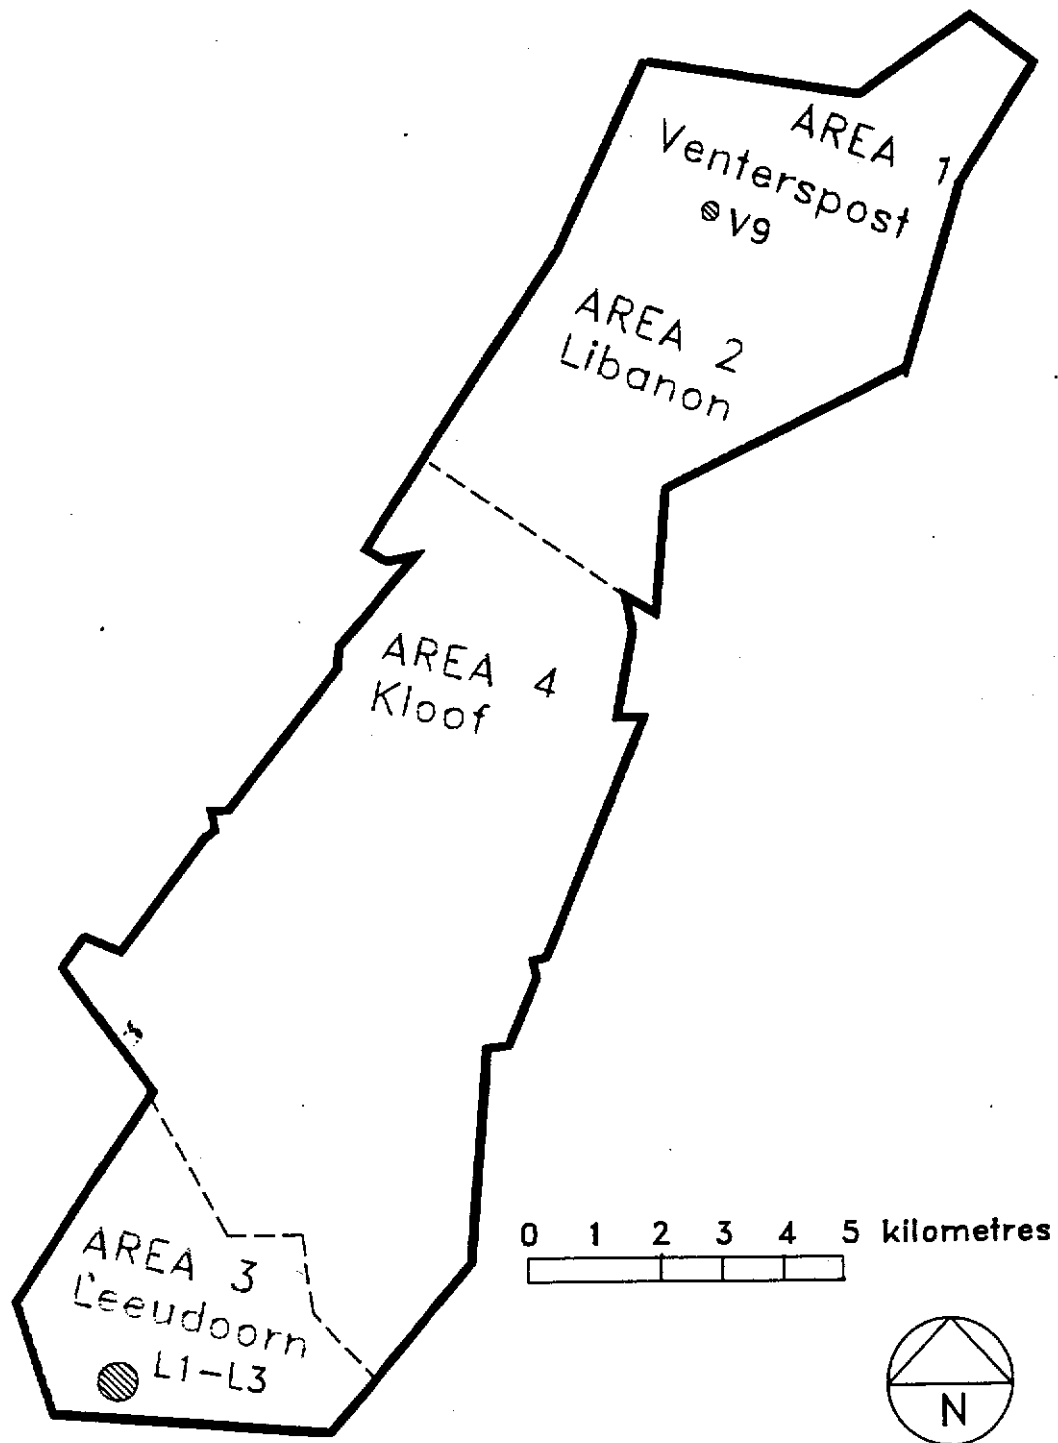 AREA 1
Venterspost
V9
AREA 2
Libanon
AREA 4
Kloof
AREA 3
Leeudoorn
L1-L3
0 1 2 3 4 5 kilometres
N